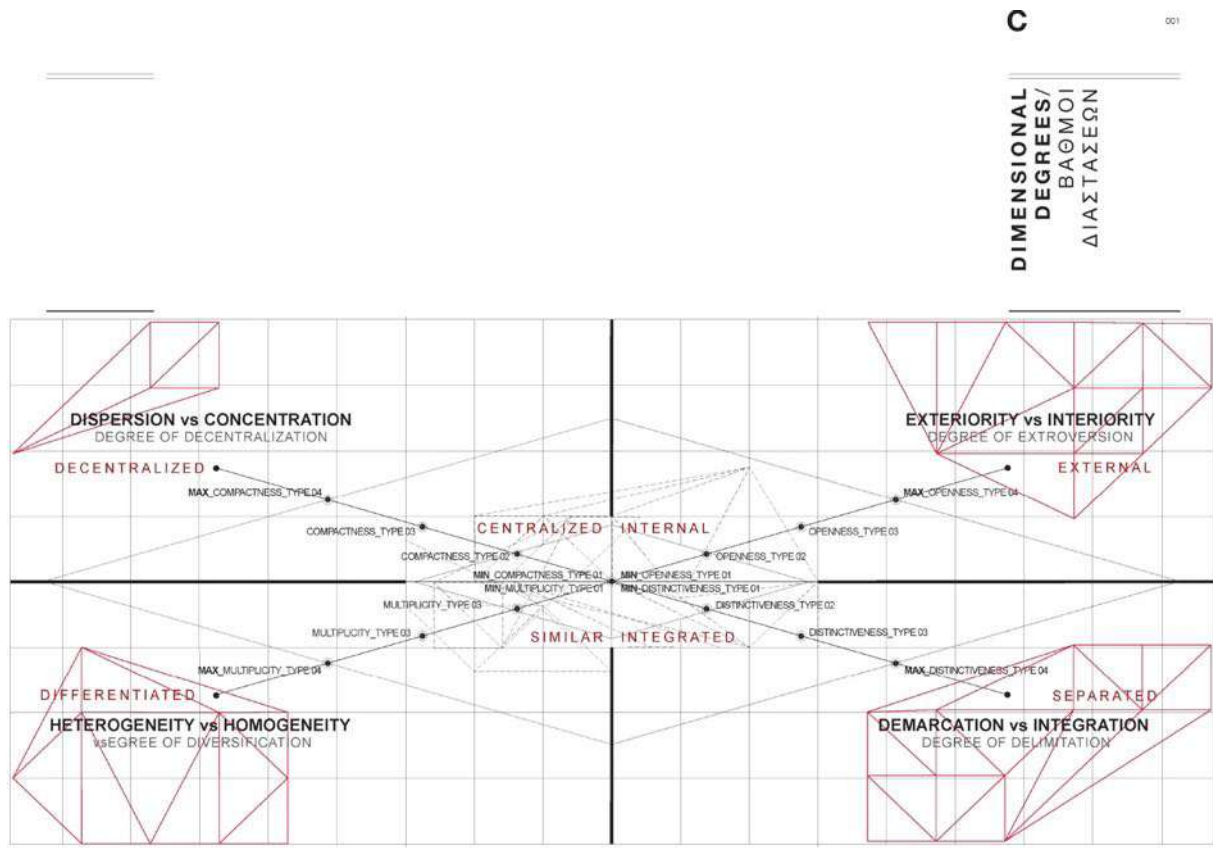 C
001
DIMENSIONAL
DEGREES/
ΒΑΘΜΟΙ
ΔΙΑΣΤΑΣΕΩΝ
DISPERSION vs CONCENTRATION
DEGREE OF DECENTRALIZATION
DECENTRALIZED
MAX_COMPACTNESS_TYPE 04
COMPACTNESS_TYPE 03
COMPACTNESS_TYPE 02
MIN_COMPACTNESS_TYPE 01
CENTRALIZED
EXTERIORITY vs INTERIORITY
DEGREE OF EXTROVERSION
EXTERNAL
MAX_OPENNESS_TYPE 04
OPENNESS_TYPE 03
OPENNESS_TYPE 02
MIN_OPENNESS_TYPE 01
INTERNAL
MIN_MULTIPLICITY_TYPE 01
MULTIPLICITY_TYPE 03
MULTIPLICITY_TYPE 03
MAX_MULTIPLICITY_TYPE 04
SIMILAR
DIFFERENTIATED
HETEROGENEITY vs HOMOGENEITY
vsEGREE OF DIVERSIFICATION
MIN_DISTINCTIVENESS_TYPE 01
DISTINCTIVENESS_TYPE 02
DISTINCTIVENESS_TYPE 03
MAX_DISTINCTIVENESS_TYPE 04
INTEGRATED
SEPARATED
DEMARCATION vs INTEGRATION
DEGREE OF DELIMITATION